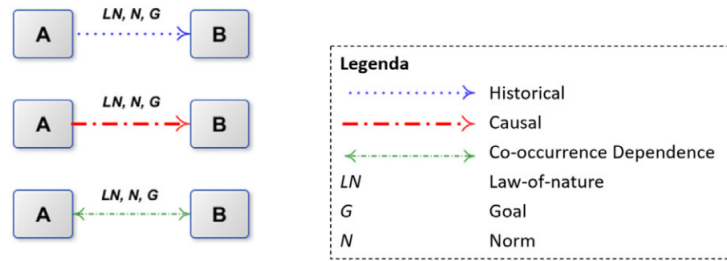 LN, N, G
A B
LN, N, G
A B
LN, N, G
A B
Legenda
Historical
Causal
Co-occurrence Dependence
LN Law-of-nature
G Goal
N Norm